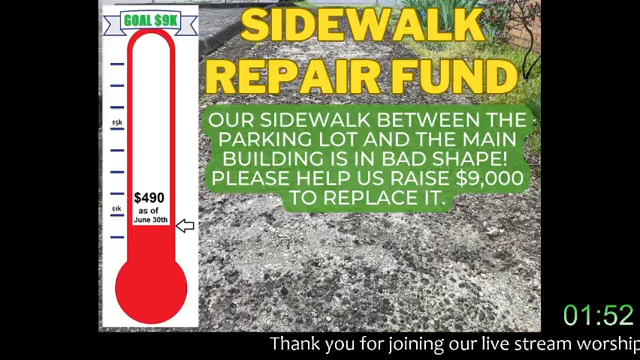 GOAL $9K
SIDEWALK
REPAIR FUND
OUR SIDEWALK BETWEEN THE
PARKING LOT AND THE MAIN
BUILDING IS IN BAD SHAPE!
PLEASE HELP US RAISE $9,000
TO REPLACE IT.
$5k
$490
as of
June 30th
$1k
01:52
Thank you for joining our live stream worship